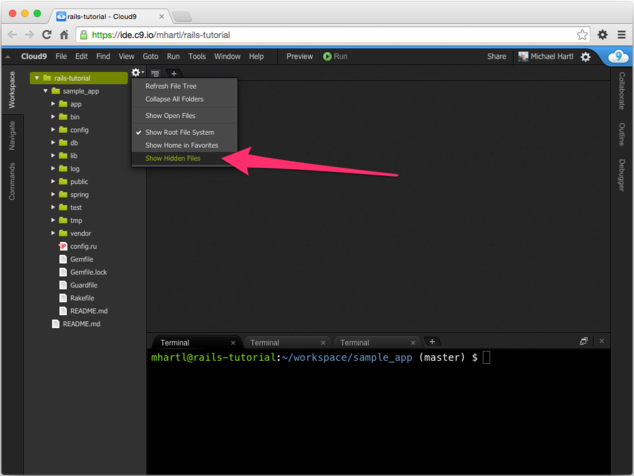 rails-tutorial - Cloud9
https://ide.c9.io/mhartl/rails-tutorial
Cloud9 File Edit Find View Goto Run Tools Window Help Preview Run Share Michael Hartl
Workspace
Navigate
Commands
rails-tutorial
sample_app
app
bin
config
db
lib
log
public
spring
test
tmp
vendor
config.ru
Gemfile
Gemfile.lock
Guardfile
Rakefile
README.md
README.md
Refresh File Tree
Collapse All Folders
Show Open Files
Show Root File System
Show Home in Favorites
Show Hidden Files
Collaborate
Outline
Debugger
Terminal Terminal Terminal
mhartl@rails-tutorial:~/workspace/sample_app (master) $